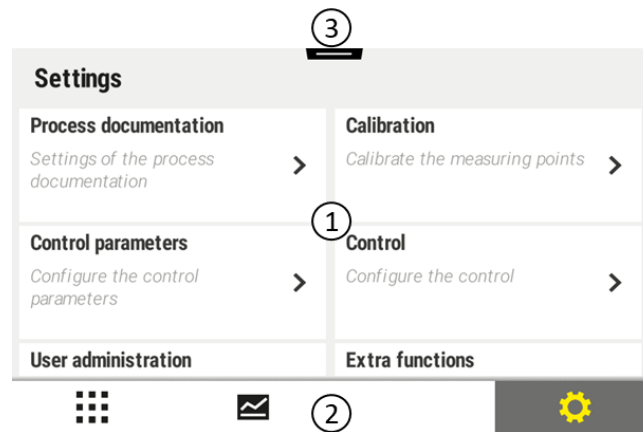 3
Settings
Process documentation
Settings of the process
documentation
Calibration
Calibrate the measuring points
1
Control parameters
Configure the control
parameters
Control
Configure the control
User administration
Extra functions
2